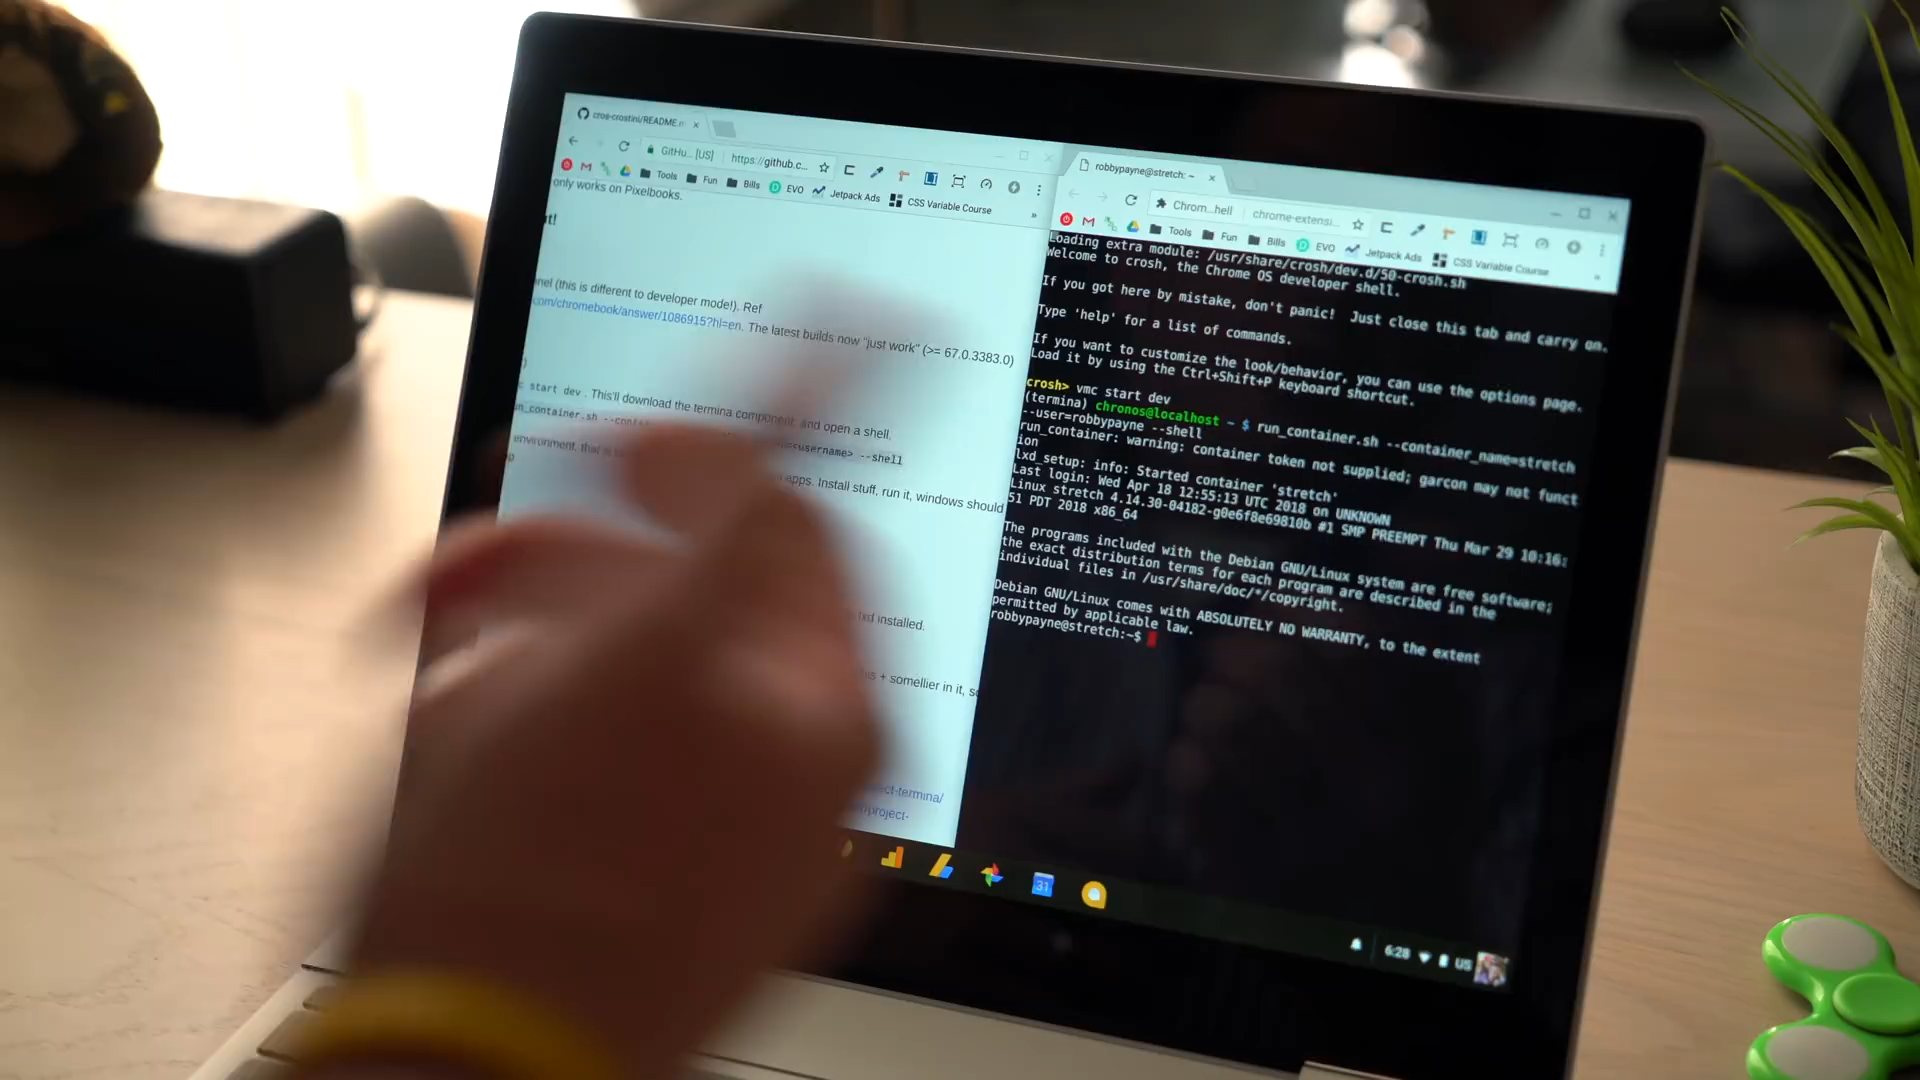 cros-crostini/README.m
GitHu... [US]
https://github.c...
Tools
Fun
Bills
EVO
Jetpack Ads
CSS Variable Course
»
only works on Pixelbooks.
ut!
nel (this is different to developer mode!). Ref
com/chromebook/answer/1086915?hl=en. The latest builds now "just work" (>= 67.0.3383.0)
start dev . This'll download the termina component, and open a shell.
un_container.sh
username> --shell
environment, that is
apps. Install stuff, run it, windows should
lxd installed.
+ somellier in it, so
ect-termina/
/project-
robbypayne@stretch: ~
Chrom...hell
chrome-extensi...
Tools
Fun
Bills
EVO
Jetpack Ads
CSS Variable Course
»
Loading extra module: /usr/share/crosh/dev.d/50-crosh.sh
Welcome to crosh, the Chrome OS developer shell.
If you got here by mistake, don't panic! Just close this tab and carry on.
Type 'help' for a list of commands.
If you want to customize the look/behavior, you can use the options page.
Load it by using the Ctrl+Shift+P keyboard shortcut.
crosh> vmc start dev
(termina) chronos@localhost ~ $ run_container.sh --container_name=stretch
--user=robbypayne --shell
run_container: warning: container token not supplied; garcon may not funct
ion
lxd_setup: info: Started container 'stretch'
Last login: Wed Apr 18 12:55:13 UTC 2018 on UNKNOWN
Linux stretch 4.14.30-04182-g0e6f8e69810b #1 SMP PREEMPT Thu Mar 29 10:16:
51 PDT 2018 x86_64
The programs included with the Debian GNU/Linux system are free software;
the exact distribution terms for each program are described in the
individual files in /usr/share/doc/*/copyright.
Debian GNU/Linux comes with ABSOLUTELY NO WARRANTY, to the extent
permitted by applicable law.
robbypayne@stretch:~$
31
6:28
US